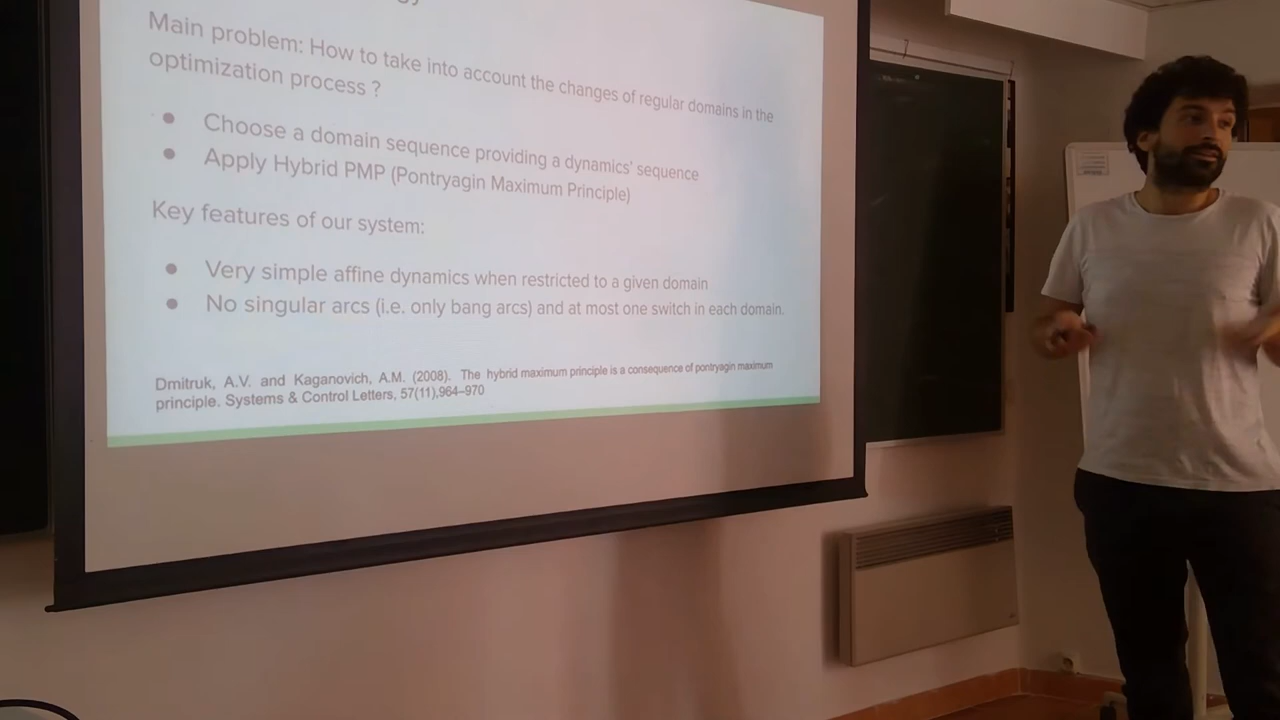 Main problem: How to take into account the changes of regular domains in the
optimization process ?
● Choose a domain sequence providing a dynamics' sequence
● Apply Hybrid PMP (Pontryagin Maximum Principle)
Key features of our system:
● Very simple affine dynamics when restricted to a given domain
● No singular arcs (i.e. only bang arcs) and at most one switch in each domain.
Dmitruk, A.V. and Kaganovich, A.M. (2008). The hybrid maximum principle is a consequence of pontryagin maximum
principle. Systems & Control Letters, 57(11),964–970